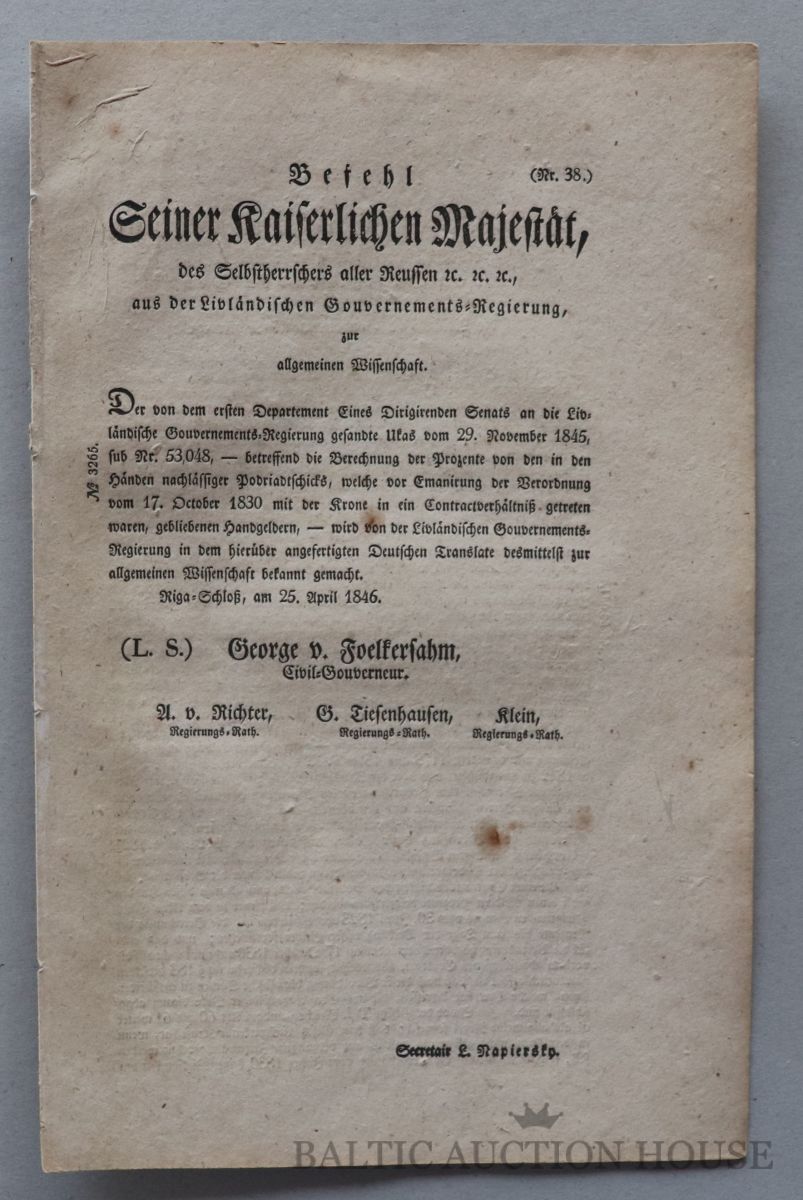 Befehl (Nr. 38.)
Seiner Kaiserlichen Majestät,
des Selbstherrschers aller Reussen ꝛc. ꝛc. ꝛc.,
aus der Livländischen Gouvernements-Regierung,
zur
allgemeinen Wissenschaft.
№ 3265.
Der von dem ersten Departement Eines Dirigirenden Senats an die Liv-
ländische Gouvernements-Regierung gesandte Ukas vom 29. November 1845,
sub Nr. 53,048, — betreffend die Berechnung der Prozente von den in den
Händen nachlässiger Podriadtschicks, welche vor Emanirung der Verordnung
vom 17. October 1830 mit der Krone in ein Contractverhältniß getreten
waren, gebliebenen Handgeldern, — wird von der Livländischen Gouvernements-
Regierung in dem hierüber angefertigten Deutschen Translate desmittelst zur
allgemeinen Wissenschaft bekannt gemacht.
Riga-Schloß, am 25. April 1846.
(L. S.) George v. Foelkersahm,
Civil-Gouverneur.
A. v. Richter, G. Tiesenhausen, Klein,
Regierungs-Rath. Regierungs-Rath. Regierungs-Rath.
Secretair L. Napiersky.
BALTIC AUCTION HOUSE